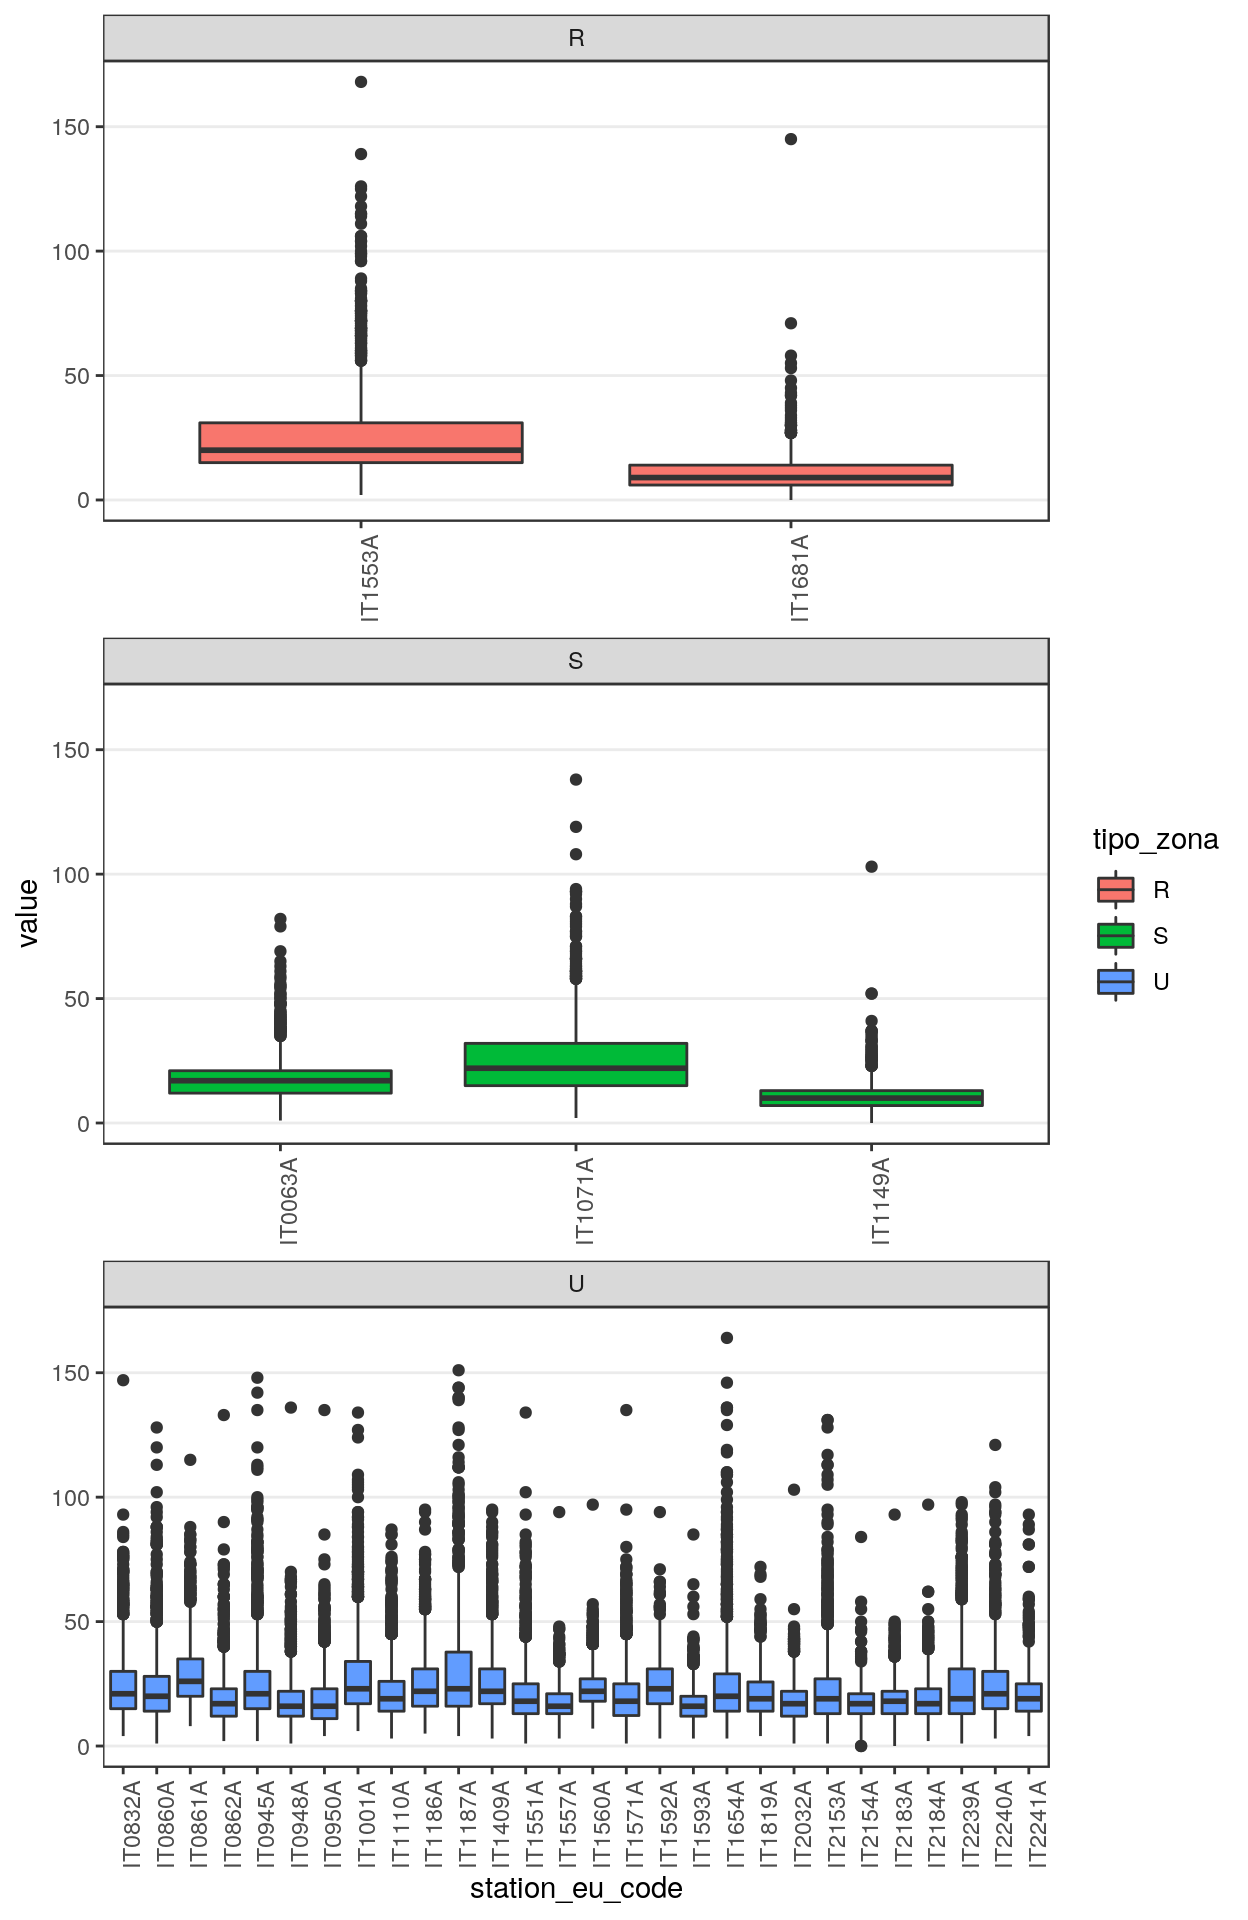 R
150
100
50
0
IT1553A
IT1681A
S
150
100
50
0
IT0063A
IT1071A
IT1149A
U
150
100
50
0
IT0832A
IT0860A
IT0861A
IT0862A
IT0945A
IT0948A
IT0950A
IT1001A
IT1110A
IT1186A
IT1187A
IT1409A
IT1551A
IT1557A
IT1560A
IT1571A
IT1592A
IT1593A
IT1654A
IT1819A
IT2032A
IT2153A
IT2154A
IT2183A
IT2184A
IT2239A
IT2240A
IT2241A
station_eu_code
value
tipo_zona
R
S
U